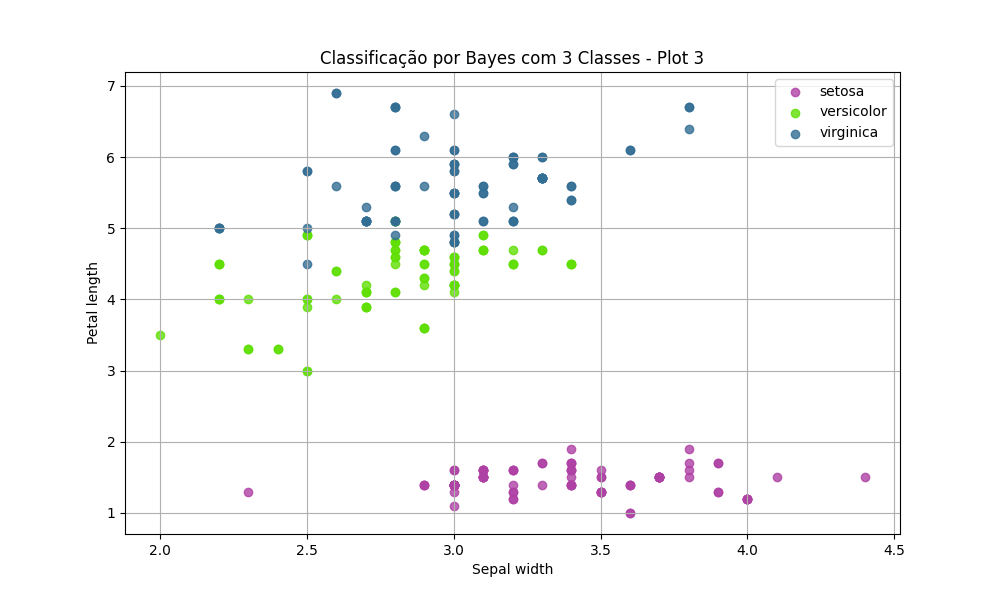 Classificação por Bayes com 3 Classes - Plot 3
setosa
versicolor
virginica
Petal length
7
6
5
4
3
2
1
2.0 2.5 3.0 3.5 4.0 4.5
Sepal width